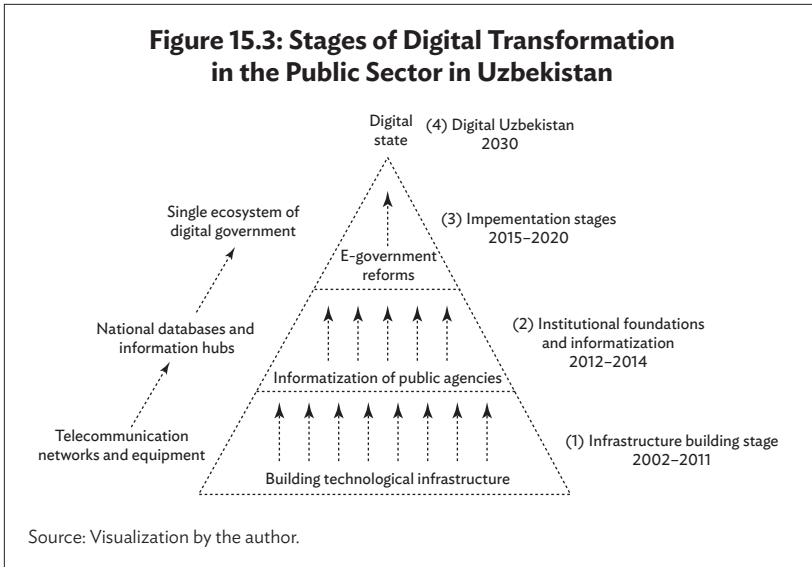 Figure 15.3: Stages of Digital Transformation
in the Public Sector in Uzbekistan
Digital
state
(4) Digital Uzbekistan
2030
Single ecosystem of
digital government
(3) Impementation stages
2015–2020
E-government
reforms
National databases and
information hubs
(2) Institutional foundations
and informatization
2012–2014
Informatization of public agencies
Telecommunication
networks and equipment
(1) Infrastructure building stage
2002–2011
Building technological infrastructure
Source: Visualization by the author.